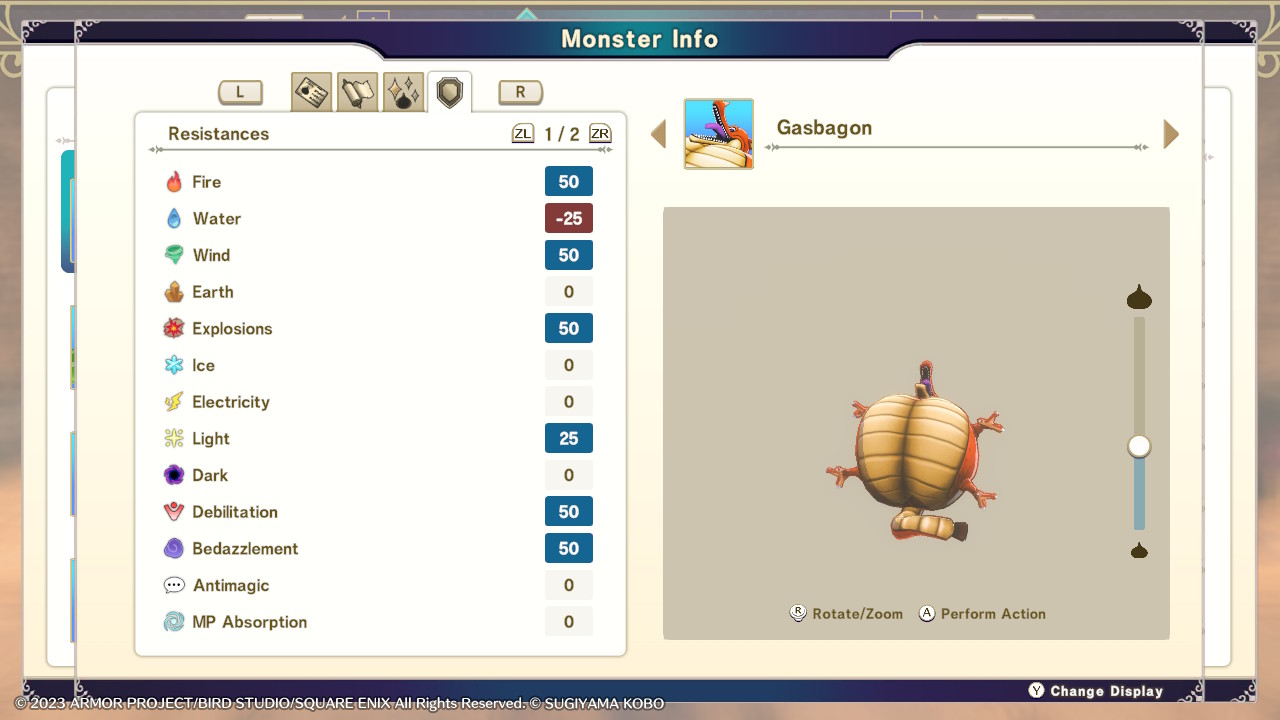 Monster Info
L
R
Resistances
ZL 1 / 2 ZR
Fire 50
Water -25
Wind 50
Earth 0
Explosions 50
Ice 0
Electricity 0
Light 25
Dark 0
Debilitation 50
Bedazzlement 50
Antimagic 0
MP Absorption 0
Gasbagon
R Rotate/Zoom A Perform Action
Y Change Display
© 2023 ARMOR PROJECT/BIRD STUDIO/SQUARE ENIX All Rights Reserved. © SUGIYAMA KOBO